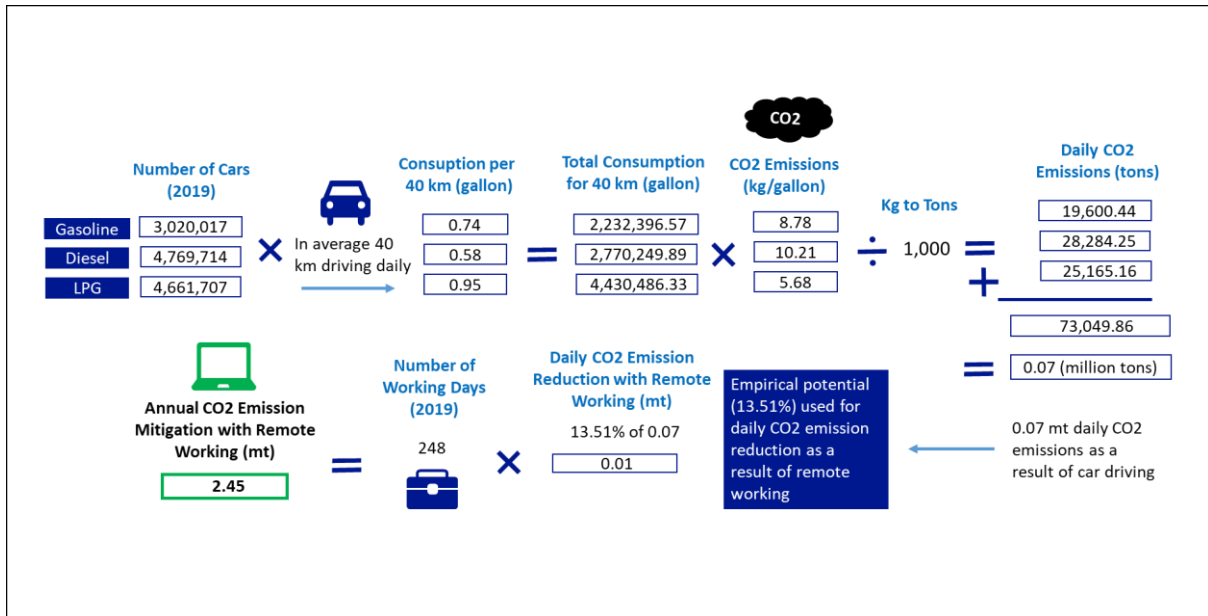 CO2
Number of Cars
(2019)
Consuption per
40 km (gallon)
Total Consumption
for 40 km (gallon)
CO2 Emissions
(kg/gallon)
Daily CO2
Emissions (tons)
Kg to Tons
Gasoline 3,020,017 0.74 2,232,396.57 8.78 19,600.44
Diesel 4,769,714 × In average 40
km driving daily 0.58 = 2,770,249.89 × 10.21 ÷ 1,000 = 28,284.25
LPG 4,661,707 0.95 4,430,486.33 5.68 + 25,165.16
73,049.86
= 0.07 (million tons)
0.07 mt daily CO2
emissions as a
result of car driving
Empirical potential
(13.51%) used for
daily CO2 emission
reduction as a
result of remote
working
Daily CO2 Emission
Reduction with Remote
Working (mt)
13.51% of 0.07
0.01
×
Number of
Working Days
(2019)
248
=
Annual CO2 Emission
Mitigation with Remote
Working (mt)
2.45